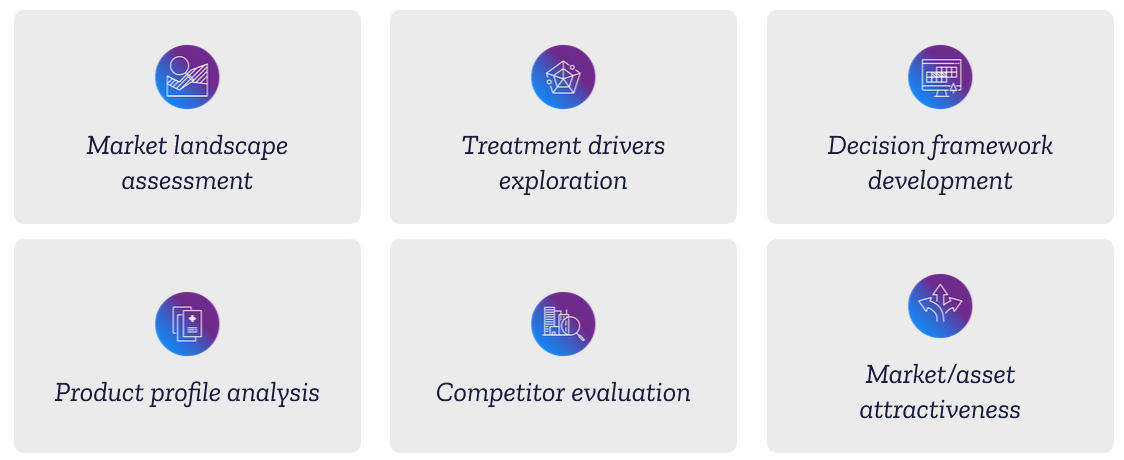 Market landscape
assessment
Treatment drivers
exploration
Decision framework
development
Product profile analysis
Competitor evaluation
Market/asset
attractiveness